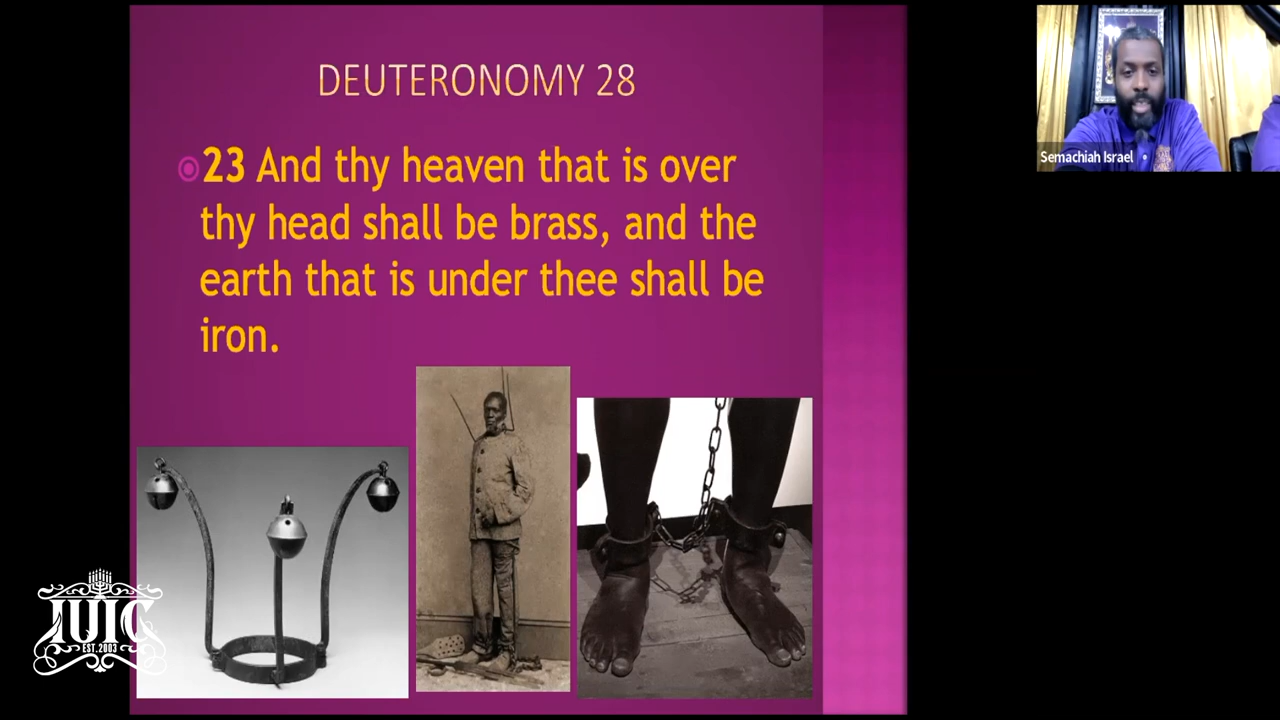 DEUTERONOMY 28
23 And thy heaven that is over
thy head shall be brass, and the
earth that is under thee shall be
iron.
Semachiah Israel
IUIC
EST. 2003